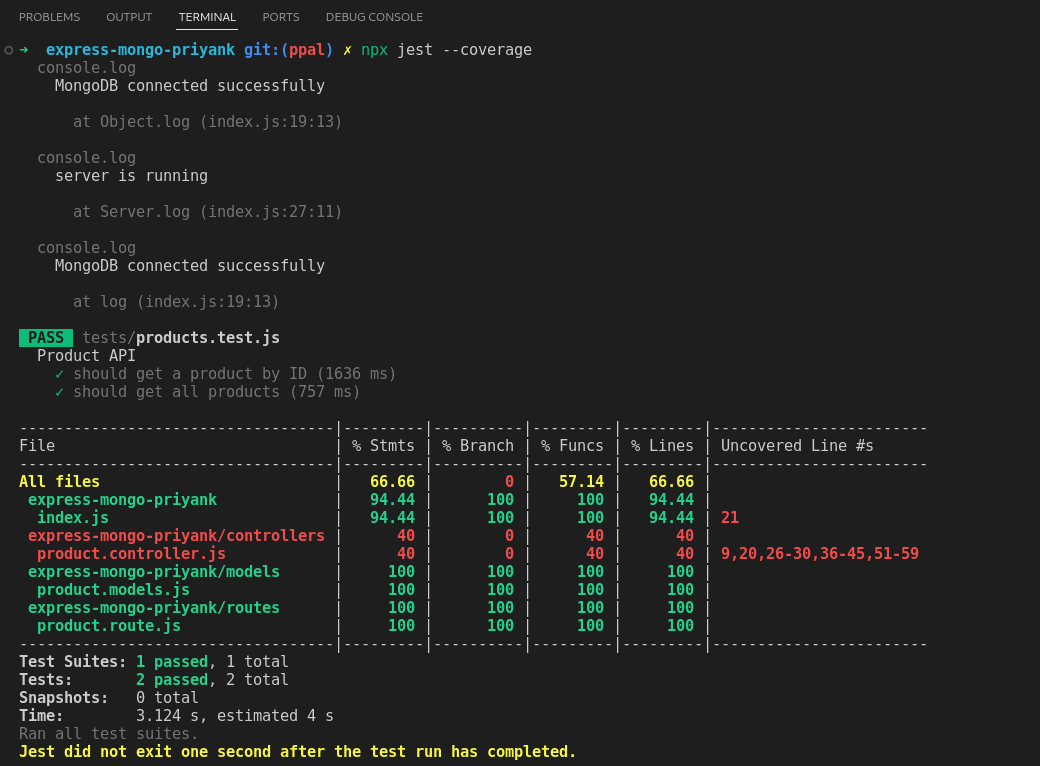 PROBLEMS OUTPUT TERMINAL PORTS DEBUG CONSOLE
➜ express-mongo-priyank git:(ppal) ✗ npx jest --coverage
  console.log
    MongoDB connected successfully
      at Object.log (index.js:19:13)
  console.log
    server is running
      at Server.log (index.js:27:11)
  console.log
    MongoDB connected successfully
      at log (index.js:19:13)
 PASS  tests/products.test.js
  Product API
    ✓ should get a product by ID (1636 ms)
    ✓ should get all products (757 ms)
-----------------------------------|---------|----------|---------|---------|------------------------
File                               | % Stmts | % Branch | % Funcs | % Lines | Uncovered Line #s
-----------------------------------|---------|----------|---------|---------|------------------------
All files                          |   66.66 |        0 |   57.14 |   66.66 |
 express-mongo-priyank             |   94.44 |      100 |     100 |   94.44 |
  index.js                         |   94.44 |      100 |     100 |   94.44 | 21
 express-mongo-priyank/controllers |      40 |        0 |      40 |      40 |
  product.controller.js            |      40 |        0 |      40 |      40 | 9,20,26-30,36-45,51-59
 express-mongo-priyank/models      |     100 |      100 |     100 |     100 |
  product.models.js                |     100 |      100 |     100 |     100 |
 express-mongo-priyank/routes      |     100 |      100 |     100 |     100 |
  product.route.js                 |     100 |      100 |     100 |     100 |
-----------------------------------|---------|----------|---------|---------|------------------------
Test Suites: 1 passed, 1 total
Tests:       2 passed, 2 total
Snapshots:   0 total
Time:        3.124 s, estimated 4 s
Ran all test suites.
Jest did not exit one second after the test run has completed.